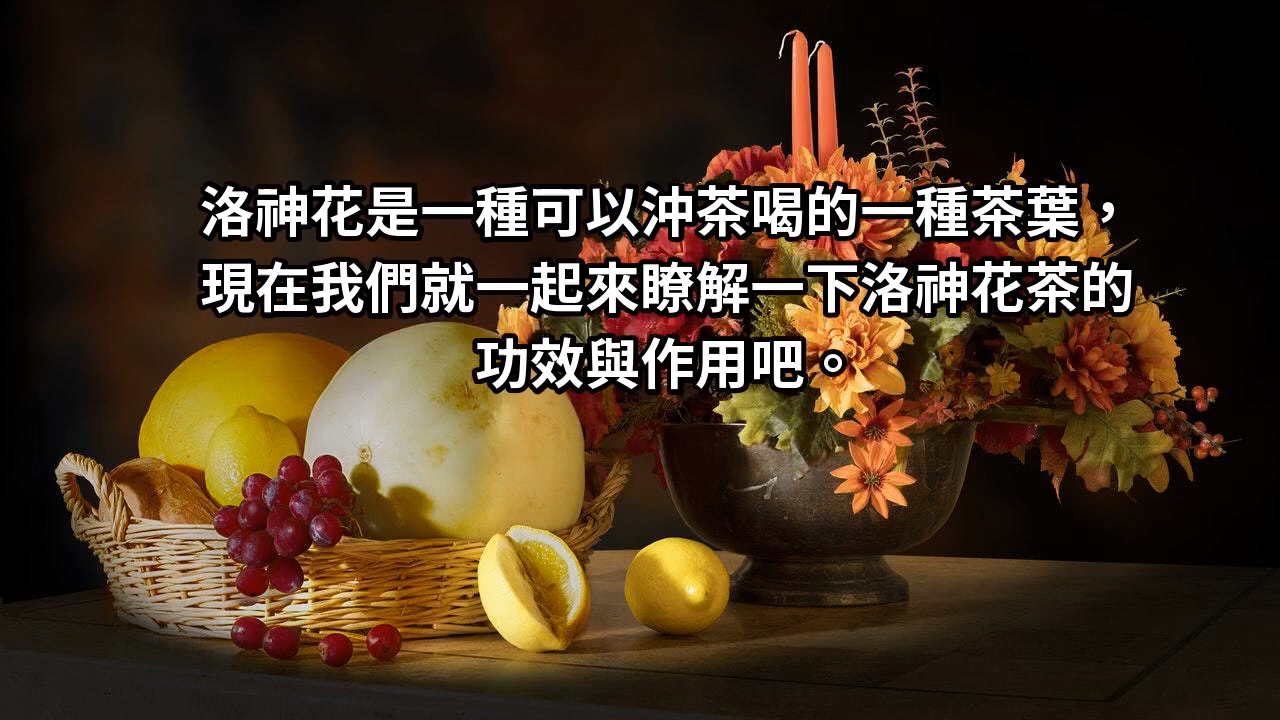 洛神花是一種可以沖茶喝的一種茶葉，
現在我們就一起來瞭解一下洛神花茶的
功效與作用吧。